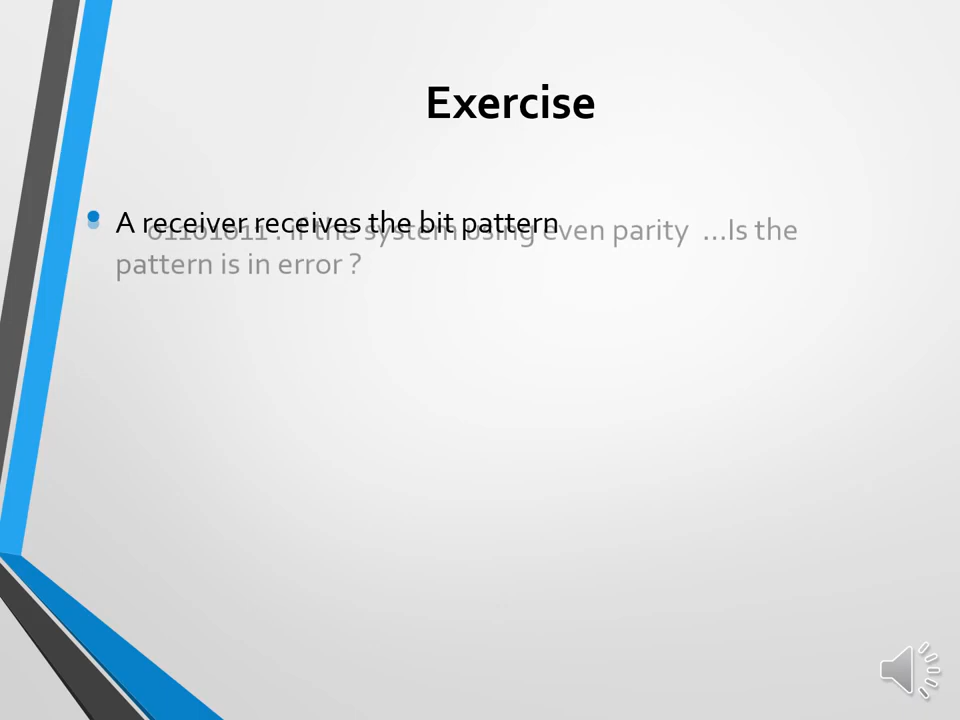 Exercise
A receiver receives the bit pattern
01101011 . If the system using even parity …Is the
pattern is in error ?